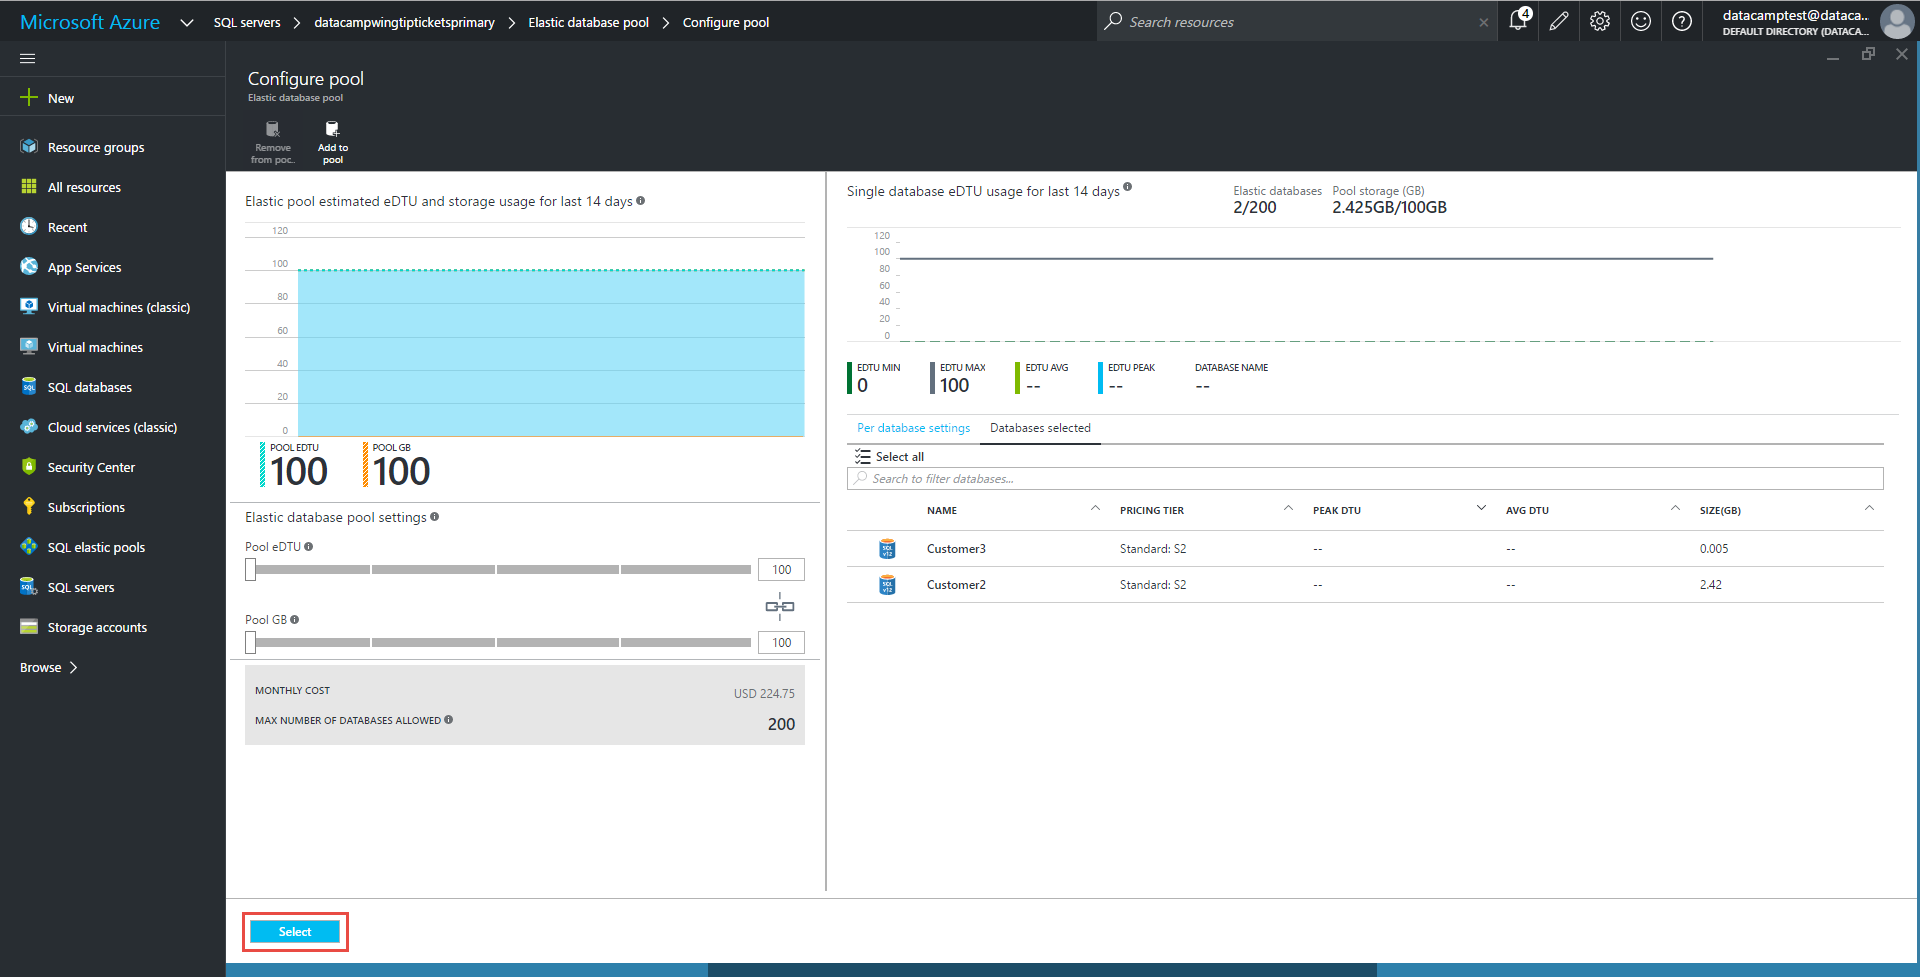 Microsoft Azure
SQL servers
datacampwingtipticketsprimary
Elastic database pool
Configure pool
Search resources
4
datacamptest@dataca...
DEFAULT DIRECTORY (DATACA...
New
Resource groups
All resources
Recent
App Services
Virtual machines (classic)
Virtual machines
SQL databases
Cloud services (classic)
Security Center
Subscriptions
SQL elastic pools
SQL servers
Storage accounts
Browse
Configure pool
Elastic database pool
Remove
from poc..
Add to
pool
Elastic pool estimated eDTU and storage usage for last 14 days
120
100
80
60
40
20
0
POOL EDTU
100
POOL GB
100
Elastic database pool settings
Pool eDTU
100
Pool GB
100
MONTHLY COST
USD 224.75
MAX NUMBER OF DATABASES ALLOWED
200
Single database eDTU usage for last 14 days
Elastic databases
2/200
Pool storage (GB)
2.425GB/100GB
120
100
80
60
40
20
0
EDTU MIN
0
EDTU MAX
100
EDTU AVG
--
EDTU PEAK
--
DATABASE NAME
--
Per database settings
Databases selected
Select all
Search to filter databases...
NAME PRICING TIER PEAK DTU AVG DTU SIZE(GB)
Customer3 Standard: S2 -- -- 0.005
Customer2 Standard: S2 -- -- 2.42
Select